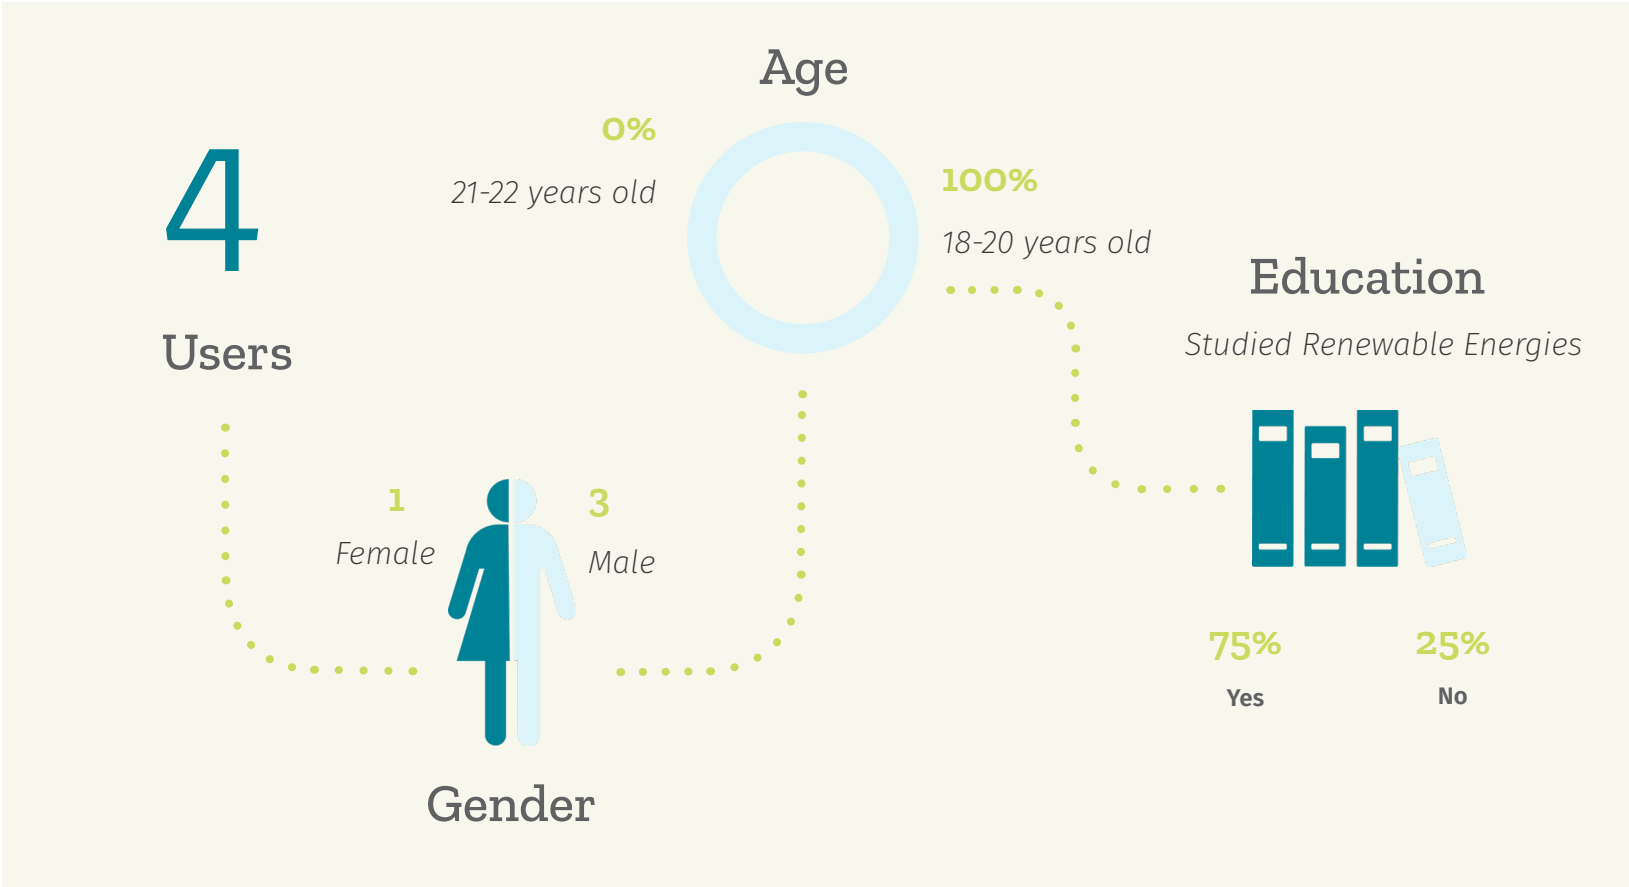 4
Users
1
Female
3
Male
Gender
Age
0%
21-22 years old
100%
18-20 years old
Education
Studied Renewable Energies
75%
Yes
25%
No